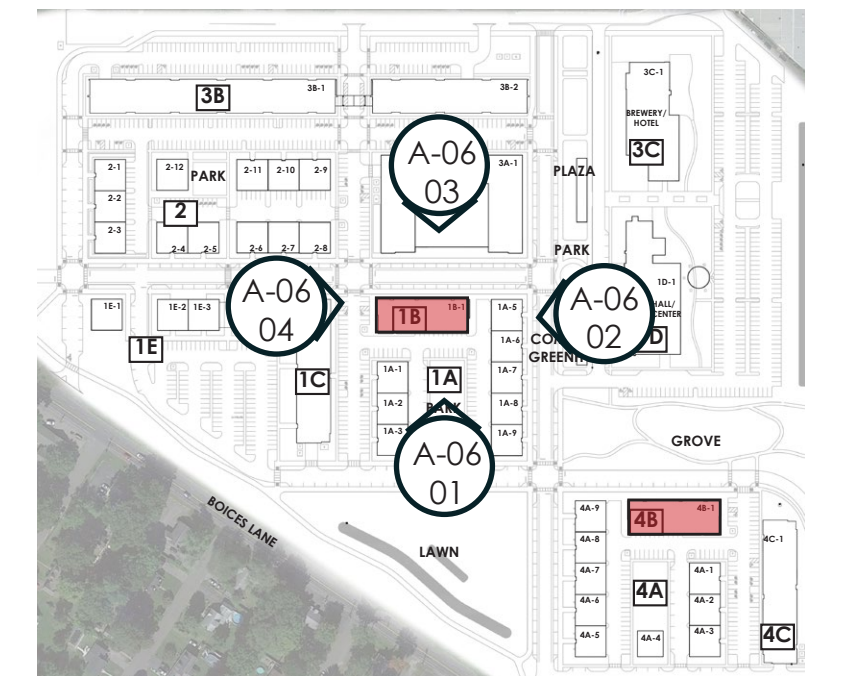 3B
3B-1
3B-2
3C-1
BREWERY/
HOTEL
3C
A-06
03
3A-1
PLAZA
2-1
2-12
PARK
2-11
2-10
2-9
2-2
2
2-3
2-4
2-5
2-6
2-7
2-8
PARK
1D-1
HALL/
CENTER
D
A-06
04
A-06
02
1E-1
1E-2
1E-3
1B
1B-1
1A-5
1E
1C
1A-1
1A
1A-6
GREENH
1A-7
1A-2
PARK
1A-8
1A-3
1A-9
A-06
01
GROVE
BOICES LANE
LAWN
4A-9
4B
4B-1
4A-8
4C-1
4A-7
4A-1
4A-6
4A
4A-2
4A-5
4A-4
4A-3
4C